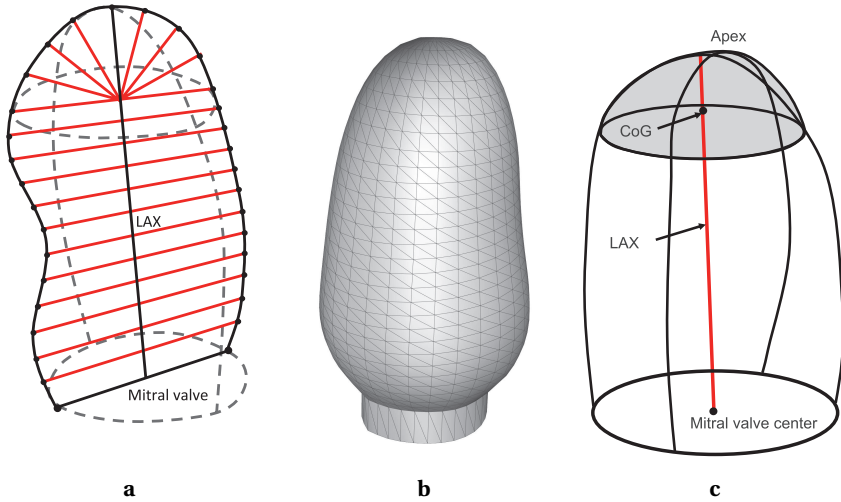 LAX
Mitral valve
a
b
Apex
CoG
LAX
Mitral valve center
c